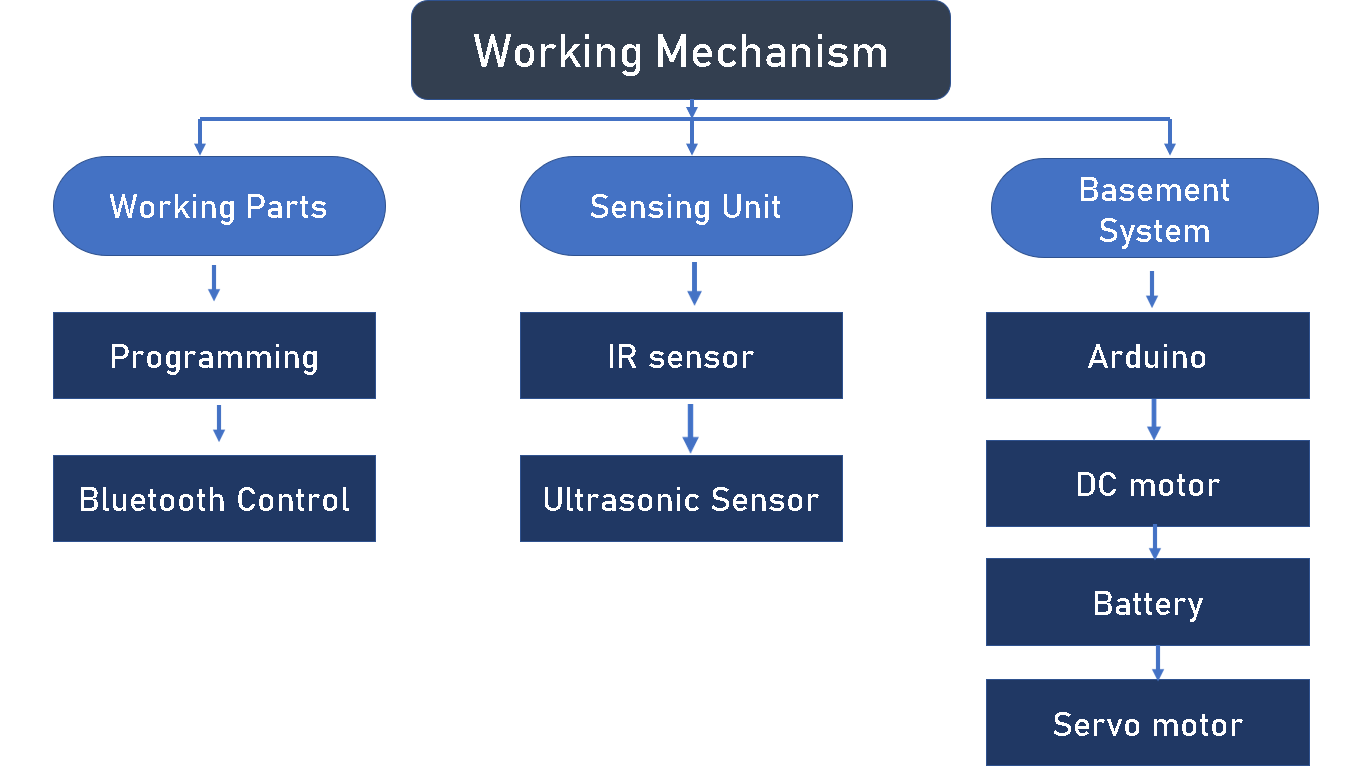 Working Mechanism
Working Parts
Sensing Unit
Basement
System
Programming
IR sensor
Arduino
Bluetooth Control
Ultrasonic Sensor
DC motor
Battery
Servo motor